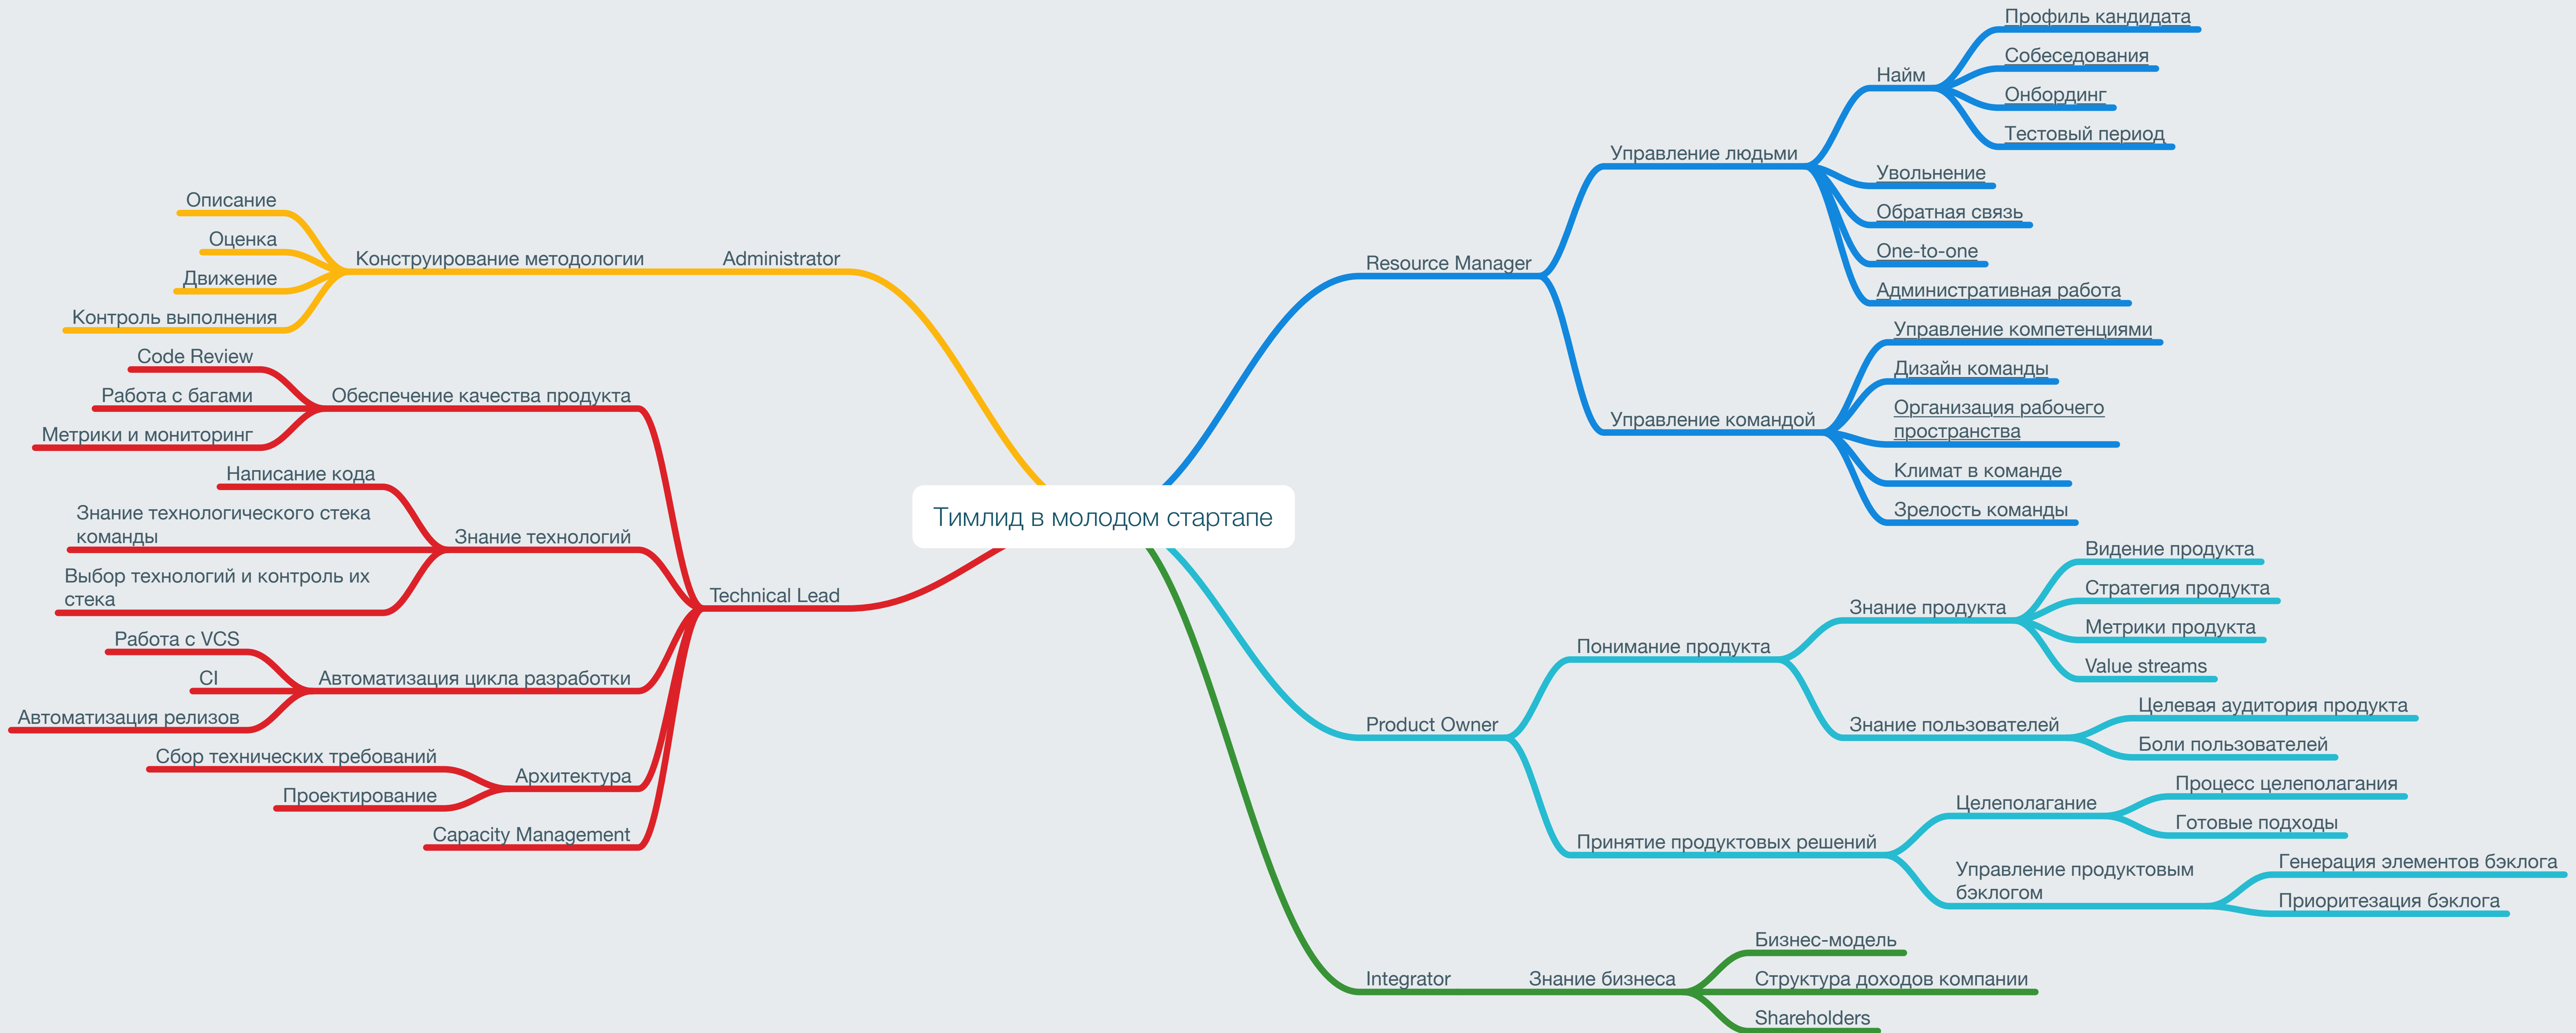 Тимлид в молодом стартапе
Resource Manager
Управление людьми
Найм
Профиль кандидата
Собеседования
Онбординг
Тестовый период
Увольнение
Обратная связь
One-to-one
Административная работа
Управление командой
Управление компетенциями
Дизайн команды
Организация рабочего
пространства
Климат в команде
Зрелость команды
Product Owner
Понимание продукта
Знание продукта
Видение продукта
Стратегия продукта
Метрики продукта
Value streams
Знание пользователей
Целевая аудитория продукта
Боли пользователей
Принятие продуктовых решений
Целеполагание
Процесс целеполагания
Готовые подходы
Управление продуктовым
бэклогом
Генерация элементов бэклога
Приоритезация бэклога
Integrator
Знание бизнеса
Бизнес-модель
Структура доходов компании
Shareholders
Administrator
Конструирование методологии
Описание
Оценка
Движение
Контроль выполнения
Technical Lead
Обеспечение качества продукта
Code Review
Работа с багами
Метрики и мониторинг
Знание технологий
Написание кода
Знание технологического стека
команды
Выбор технологий и контроль их
стека
Автоматизация цикла разработки
Работа с VCS
CI
Автоматизация релизов
Архитектура
Сбор технических требований
Проектирование
Capacity Management